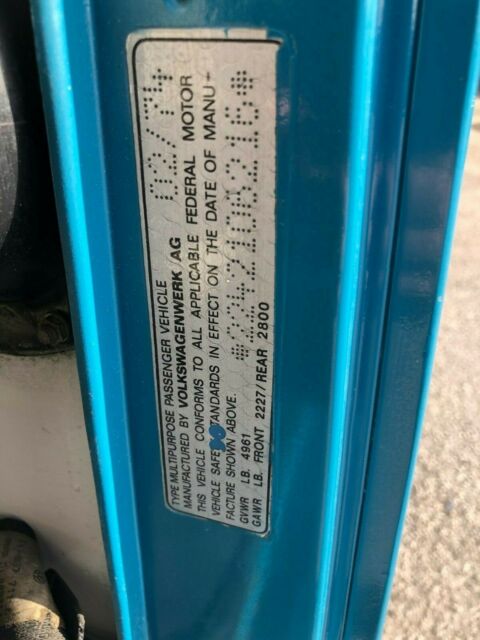 TYPE MULTIPURPOSE PASSENGER VEHICLE 02/74
MANUFACTURED BY VOLKSWAGENWERK AG
THIS VEHICLE CONFORMS TO ALL APPLICABLE FEDERAL MOTOR
VEHICLE SAFE STANDARDS IN EFFECT ON THE DATE OF MANU-
FACTURE SHOWN ABOVE.
GVWR LB. 4961 *2242108216*
GAWR LB. FRONT 2227/REAR 2800